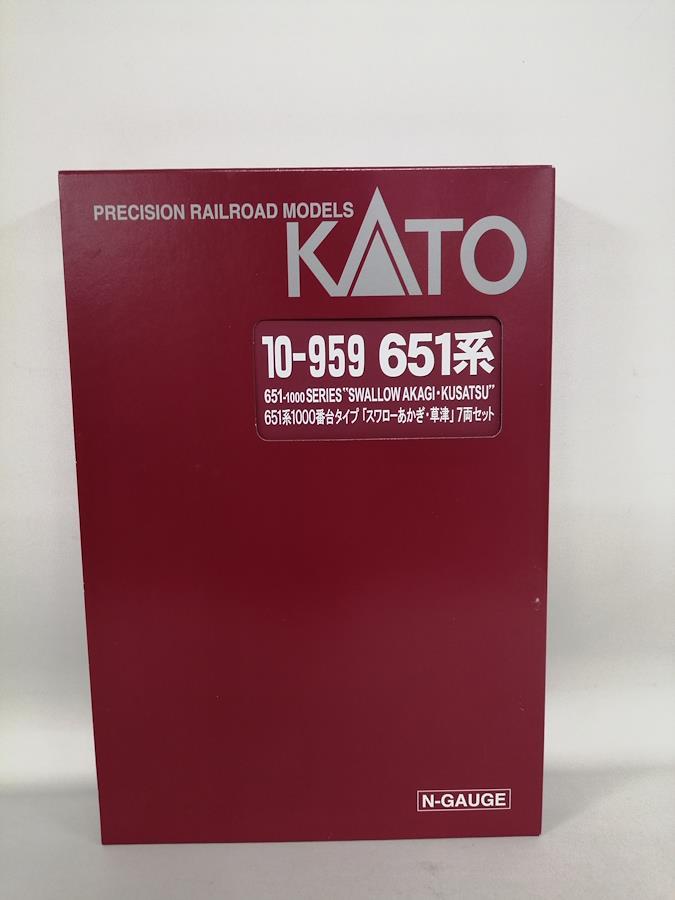 PRECISION RAILROAD MODELS
KATO
10-959 651系
651-1000 SERIES "SWALLOW AKAGI・KUSATSU"
651系1000番台タイプ「スワローあかぎ・草津」7両セット
N-GAUGE